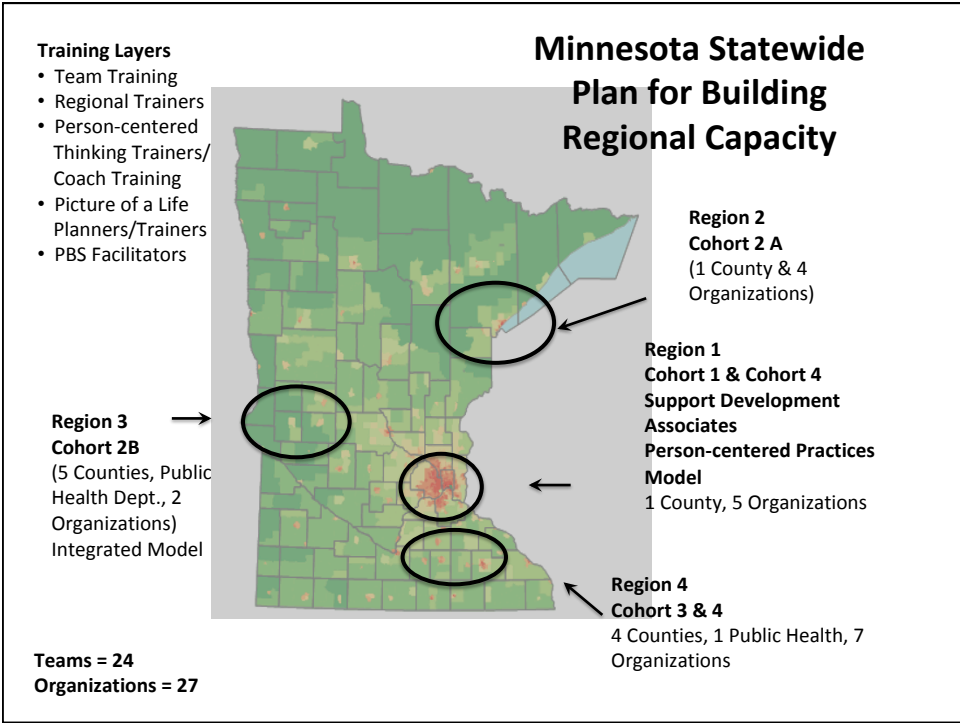 Minnesota Statewide
Plan for Building
Regional Capacity
Training Layers
• Team Training
• Regional Trainers
• Person-centered
Thinking Trainers/
Coach Training
• Picture of a Life
Planners/Trainers
• PBS Facilitators
Region 2
Cohort 2 A
(1 County & 4
Organizations)
Region 1
Cohort 1 & Cohort 4
Support Development
Associates
Person-centered Practices
Model
1 County, 5 Organizations
Region 3
Cohort 2B
(5 Counties, Public
Health Dept., 2
Organizations)
Integrated Model
Region 4
Cohort 3 & 4
4 Counties, 1 Public Health, 7
Organizations
Teams = 24
Organizations = 27